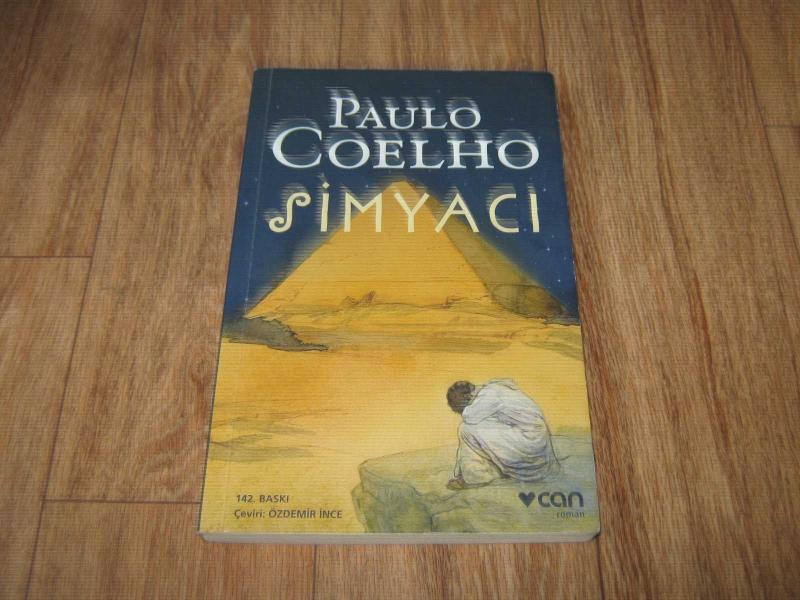 PAULO
COELHO
SİMYACI
142. BASKI
Çeviri: ÖZDEMİR İNCE
can
roman